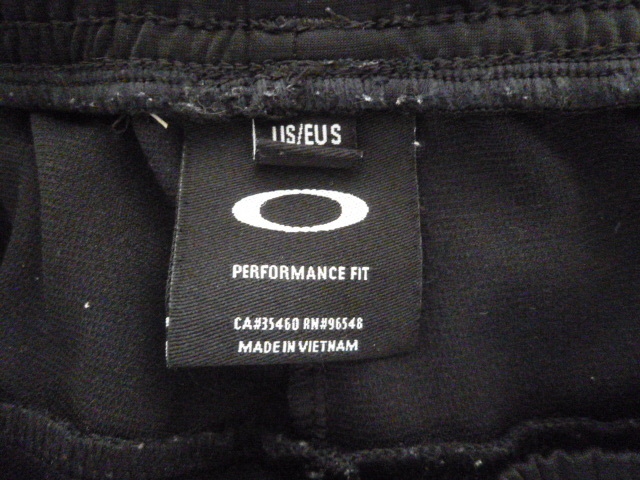 US/EU S
PERFORMANCE FIT
CA#35460 RN#96548
MADE IN VIETNAM